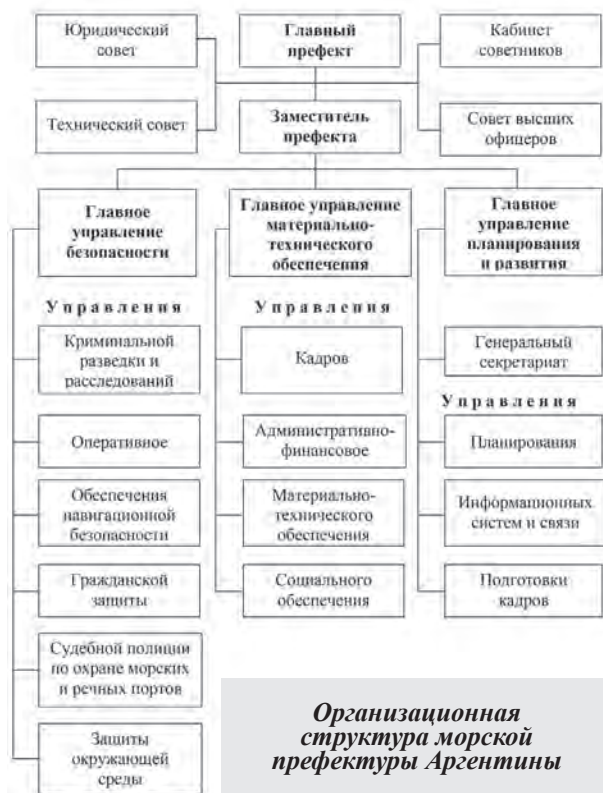 Юридический
совет
Главный
префект
Кабинет
советников
Технический совет
Заместитель
префекта
Совет высших
офицеров
Главное
управление
безопасности
Главное управление
материально-
технического
обеспечения
Главное
управление
планирования
и развития
Управления
Криминальной
разведки и
расследований
Оперативное
Обеспечения
навигационной
безопасности
Гражданской
защиты
Судебной полиции
по охране морских
и речных портов
Защиты
окружающей
среды
Управления
Кадров
Административно-
финансовое
Материально-
технического
обеспечения
Социального
обеспечения
Генеральный
секретариат
Управления
Планирования
Информационных
систем и связи
Подготовки
кадров
Организационная
структура морской
префектуры Аргентины